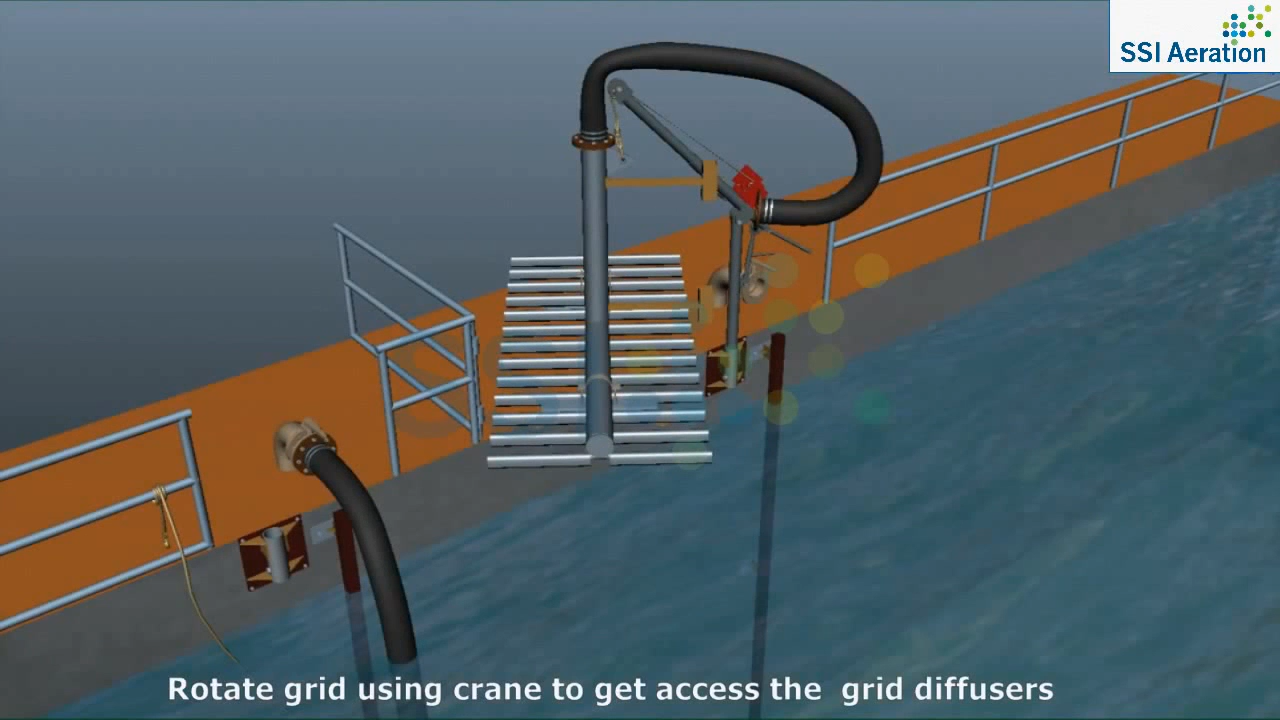 SSI Aeration
Rotate grid using crane to get access the  grid diffusers